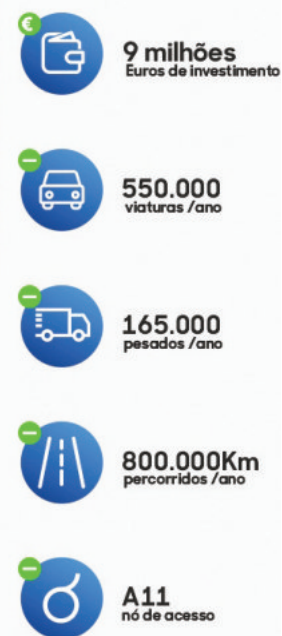 €
9 milhões
Euros de investimento
550.000
viaturas /ano
165.000
pesados /ano
800.000Km
percorridos /ano
A11
nó de acesso